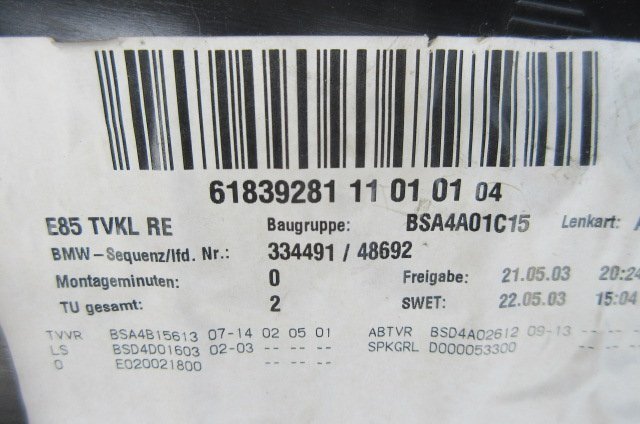 61839281 11 01 01 04
E85 TVKL RE Baugruppe: BSA4A01C15 Lenkart:
BMW-Sequenz/lfd. Nr.: 334491 / 48692
Montageminuten: 0 Freigabe: 21.05.03 20:24
TU gesamt: 2 SWET: 22.05.03 15:04
TVVR BSA4B15613 07-14 02 05 01 ABTVR BSD4A02612 09-13 -- -- --
LS BSD4D01603 02-03 -- -- -- SPKGRL D000053300
0 E020021800